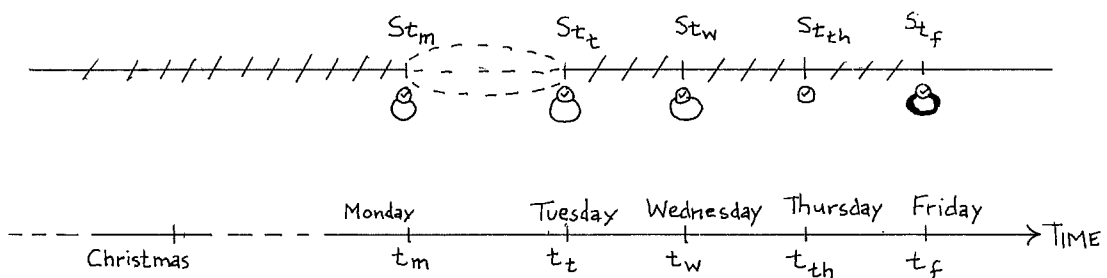 St_m St_t St_w St_th St_f
Monday Tuesday Wednesday Thursday Friday
TIME
Christmas t_m t_t t_w t_th t_f